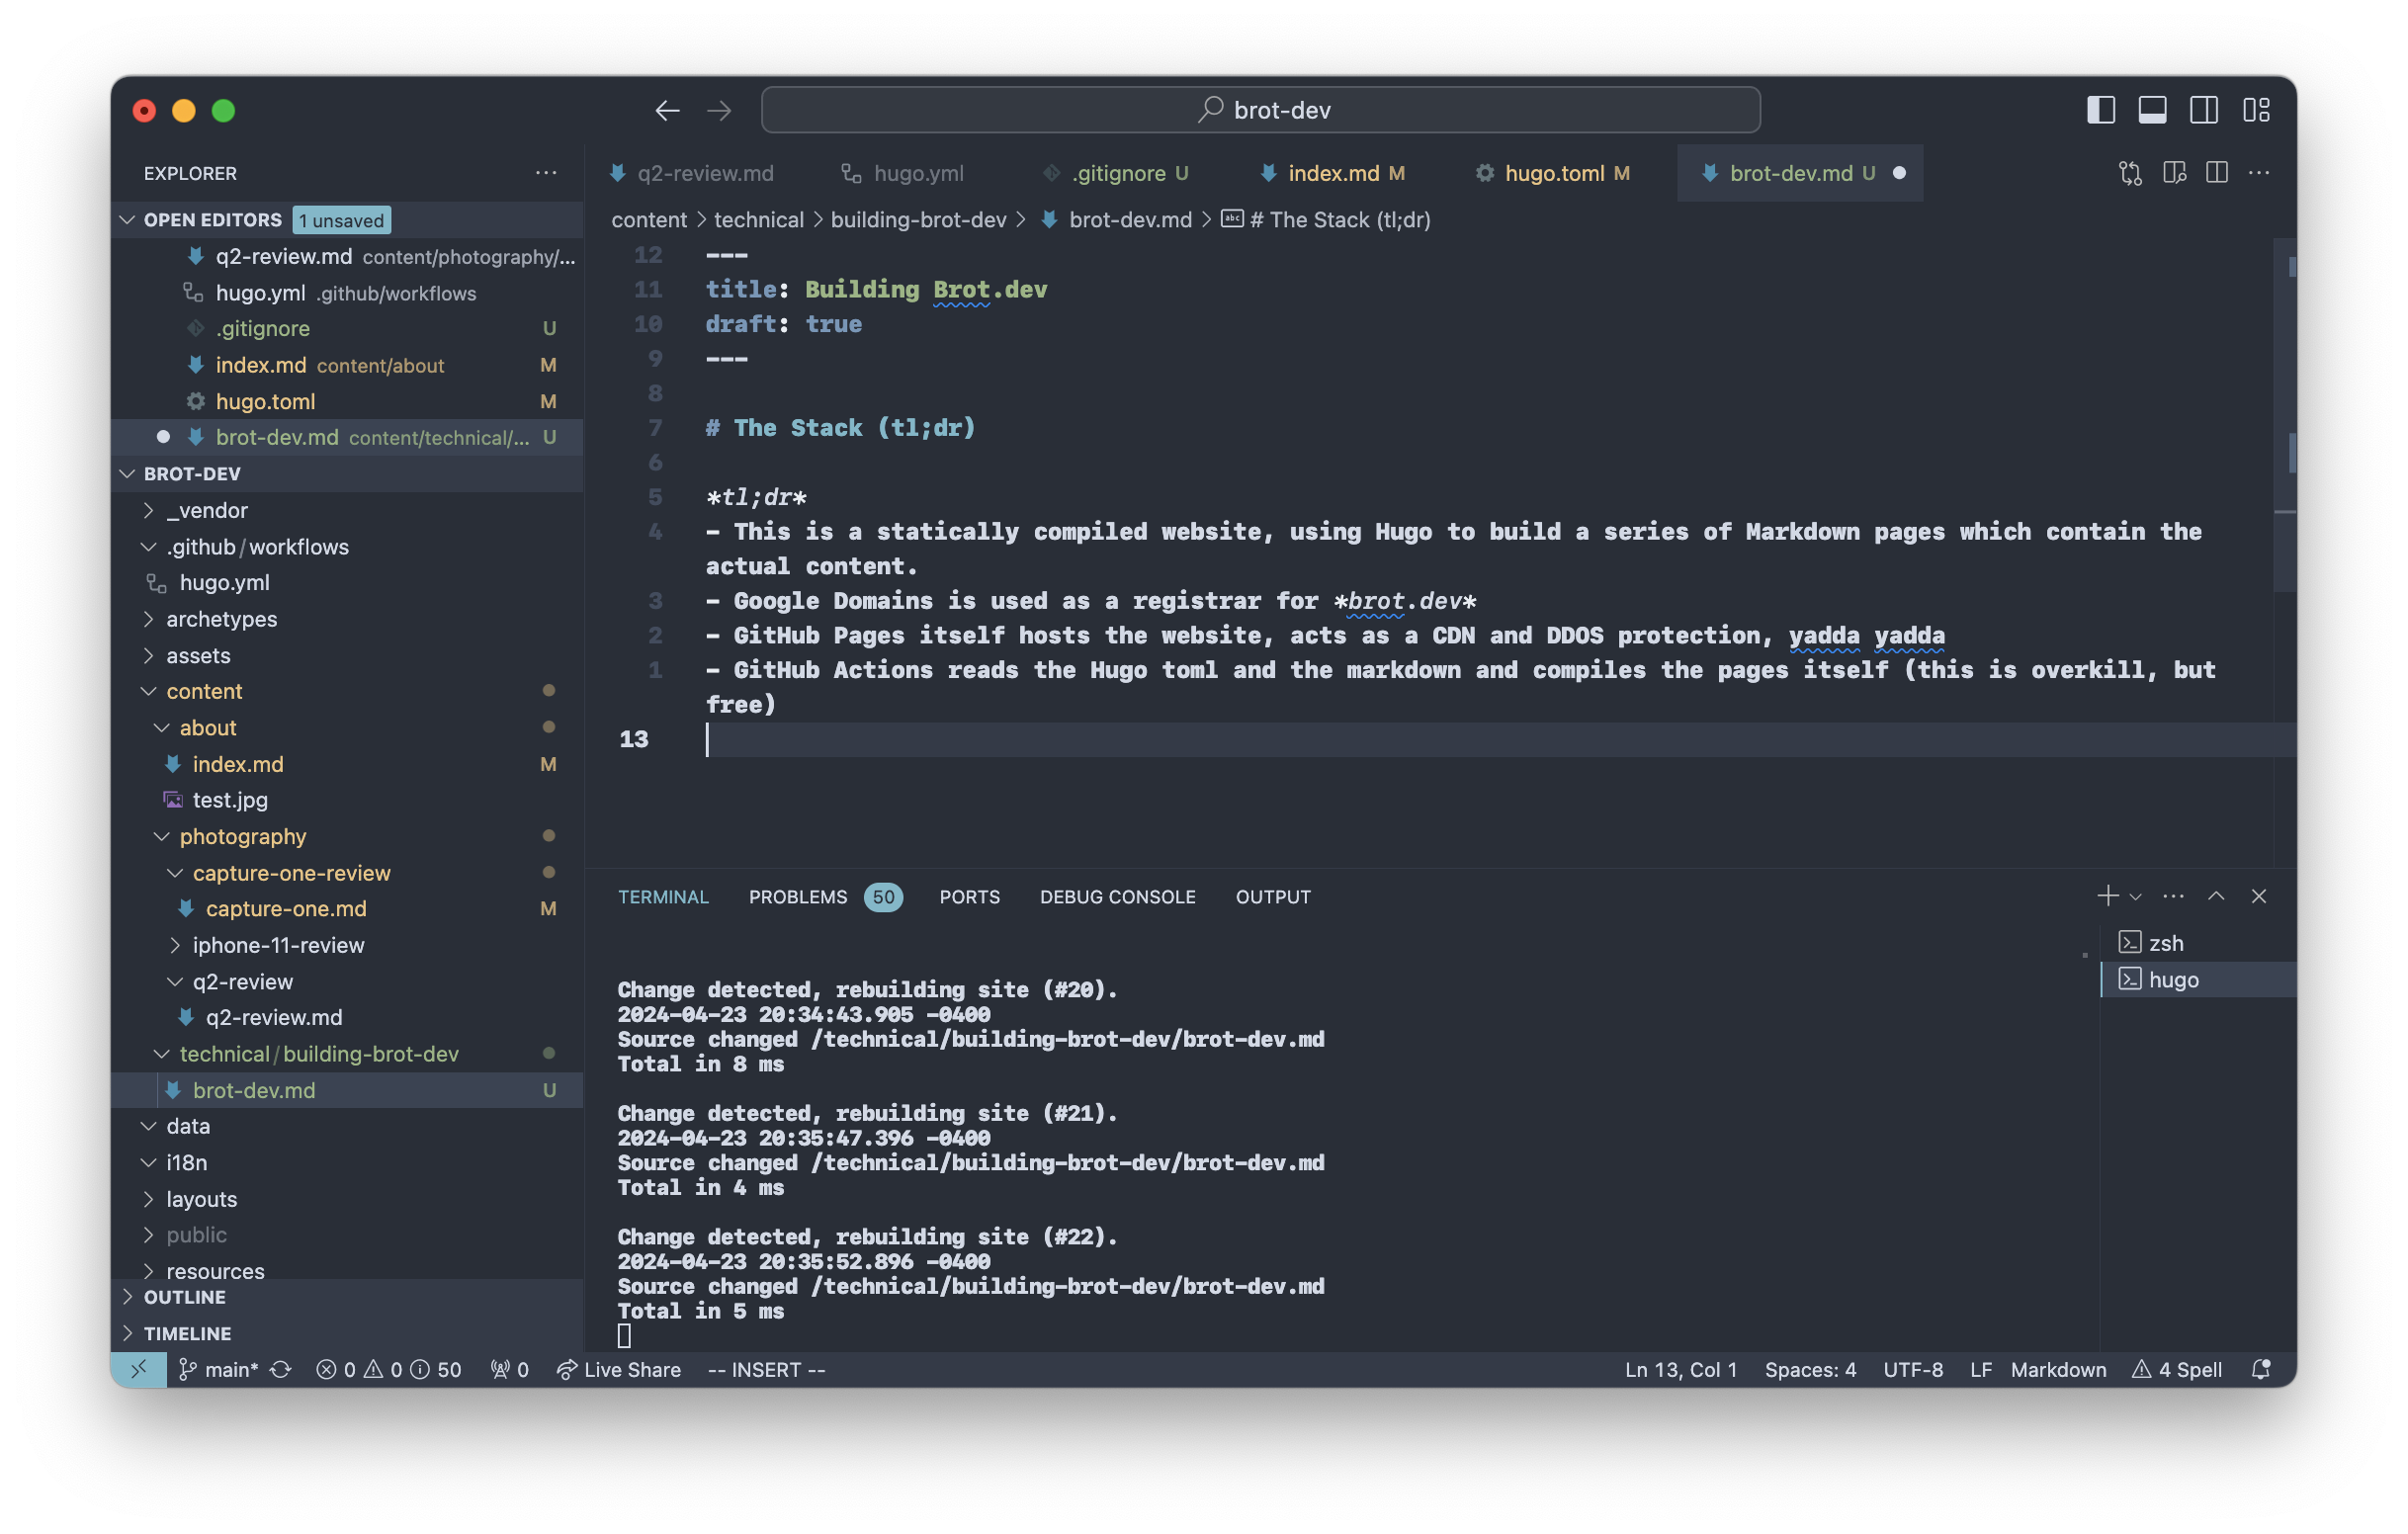 brot-dev
EXPLORER
OPEN EDITORS 1 unsaved
q2-review.md content/photography/...
hugo.yml .github/workflows
.gitignore U
index.md content/about M
hugo.toml M
brot-dev.md content/technical/... U
BROT-DEV
_vendor
.github/workflows
hugo.yml
archetypes
assets
content
about
index.md M
test.jpg
photography
capture-one-review
capture-one.md M
iphone-11-review
q2-review
q2-review.md
technical/building-brot-dev
brot-dev.md U
data
i18n
layouts
public
resources
OUTLINE
TIMELINE
q2-review.md hugo.yml .gitignore U index.md M hugo.toml M brot-dev.md U
content > technical > building-brot-dev > brot-dev.md > abc # The Stack (tl;dr)
12 ---
11 title: Building Brot.dev
10 draft: true
9 ---
8
7 # The Stack (tl;dr)
6
5 *tl;dr*
4 - This is a statically compiled website, using Hugo to build a series of Markdown pages which contain the
actual content.
3 - Google Domains is used as a registrar for *brot.dev*
2 - GitHub Pages itself hosts the website, acts as a CDN and DDOS protection, yadda yadda
1 - GitHub Actions reads the Hugo toml and the markdown and compiles the pages itself (this is overkill, but
free)
13
TERMINAL PROBLEMS 50 PORTS DEBUG CONSOLE OUTPUT
Change detected, rebuilding site (#20).
2024-04-23 20:34:43.905 -0400
Source changed /technical/building-brot-dev/brot-dev.md
Total in 8 ms
Change detected, rebuilding site (#21).
2024-04-23 20:35:47.396 -0400
Source changed /technical/building-brot-dev/brot-dev.md
Total in 4 ms
Change detected, rebuilding site (#22).
2024-04-23 20:35:52.896 -0400
Source changed /technical/building-brot-dev/brot-dev.md
Total in 5 ms
zsh
hugo
main* 0 0 50 0 Live Share -- INSERT -- Ln 13, Col 1 Spaces: 4 UTF-8 LF Markdown 4 Spell